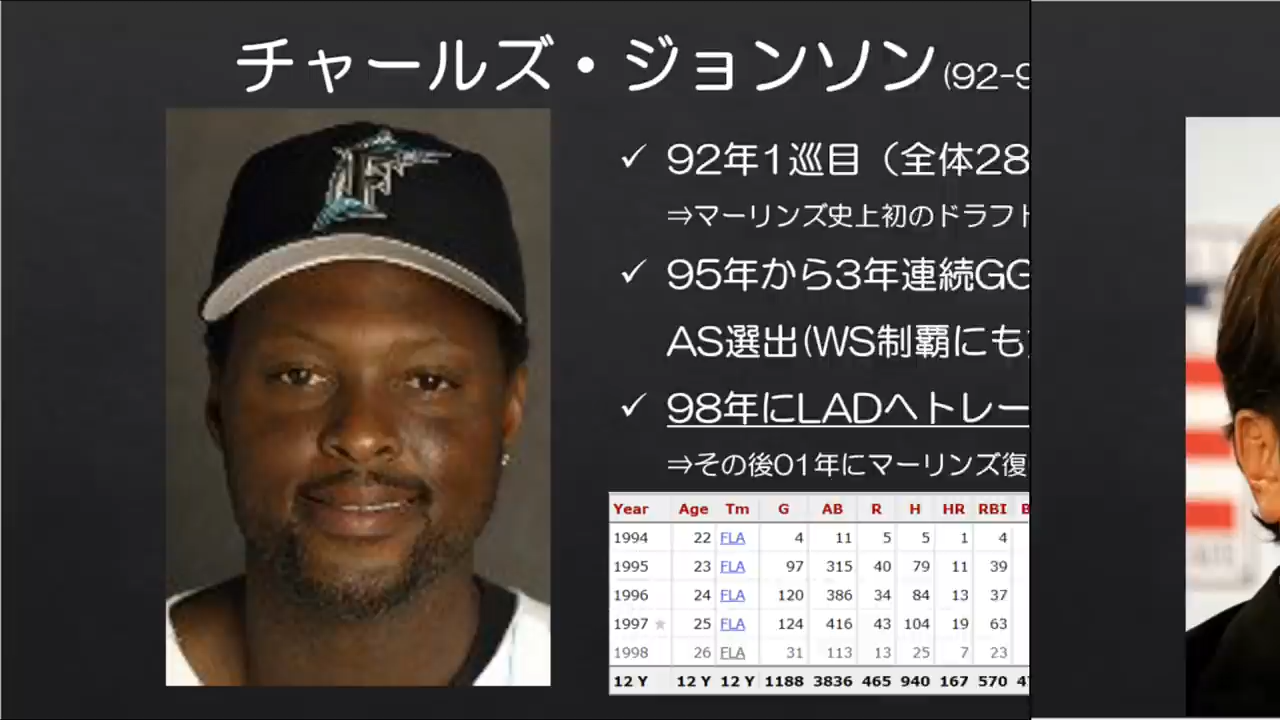 チャールズ・ジョンソン(92-9
✓ 92年1巡目（全体28
⇒マーリンズ史上初のドラフト
✓ 95年から3年連続GG
AS選出(WS制覇にも
✓ 98年にLADへトレー
⇒その後01年にマーリンズ復
Year Age Tm G AB R H HR RBI B
1994 22 FLA 4 11 5 5 1 4
1995 23 FLA 97 315 40 79 11 39
1996 24 FLA 120 386 34 84 13 37
1997 ★ 25 FLA 124 416 43 104 19 63
1998 26 FLA 31 113 13 25 7 23
12 Y 12 Y 12 Y 1188 3836 465 940 167 570 47
F